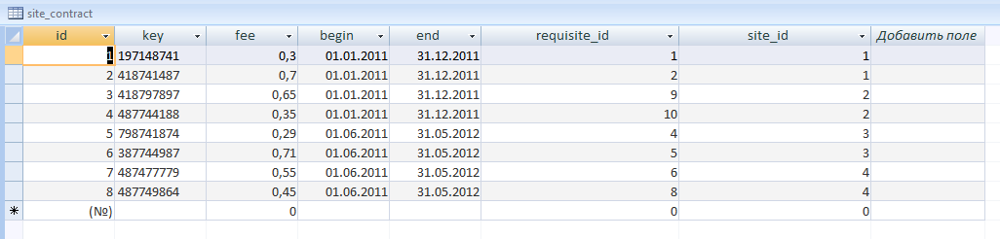 site_contract
id key fee begin end requisite_id site_id Добавить поле
1 197148741 0,3 01.01.2011 31.12.2011 1 1
2 418741487 0,7 01.01.2011 31.12.2011 2 1
3 418797897 0,65 01.01.2011 31.12.2011 9 2
4 487744188 0,35 01.01.2011 31.12.2011 10 2
5 798741874 0,29 01.06.2011 31.05.2012 4 3
6 387744987 0,71 01.06.2011 31.05.2012 5 3
7 487477779 0,55 01.06.2011 31.05.2012 6 4
8 487749864 0,45 01.06.2011 31.05.2012 8 4
* (№) 0 0 0